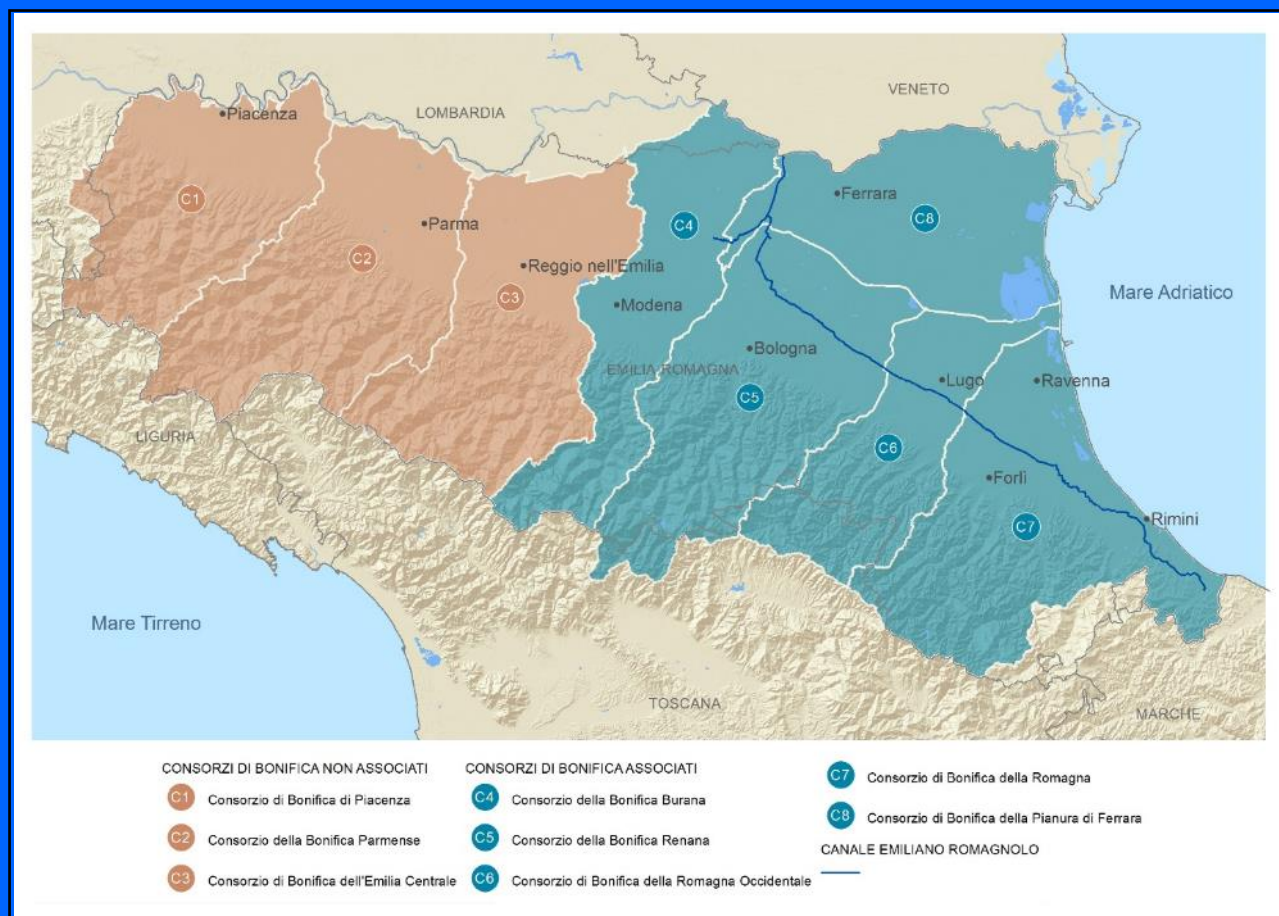 VENETO
LOMBARDIA
Piacenza
Ferrara
C1
C8
C4
Parma
C2
Reggio nell'Emilia
Mare Adriatico
C3
Modena
Bologna
EMILIA ROMAGNA
Lugo
Ravenna
C5
LIGURIA
C6
Forlì
Rimini
C7
Mare Tirreno
TOSCANA
MARCHE
CONSORZI DI BONIFICA NON ASSOCIATI
C1 Consorzio di Bonifica di Piacenza
C2 Consorzio della Bonifica Parmense
C3 Consorzio di Bonifica dell'Emilia Centrale
CONSORZI DI BONIFICA ASSOCIATI
C4 Consorzio della Bonifica Burana
C5 Consorzio della Bonifica Renana
C6 Consorzio di Bonifica della Romagna Occidentale
C7 Consorzio di Bonifica della Romagna
C8 Consorzio di Bonifica della Pianura di Ferrara
CANALE EMILIANO ROMAGNOLO